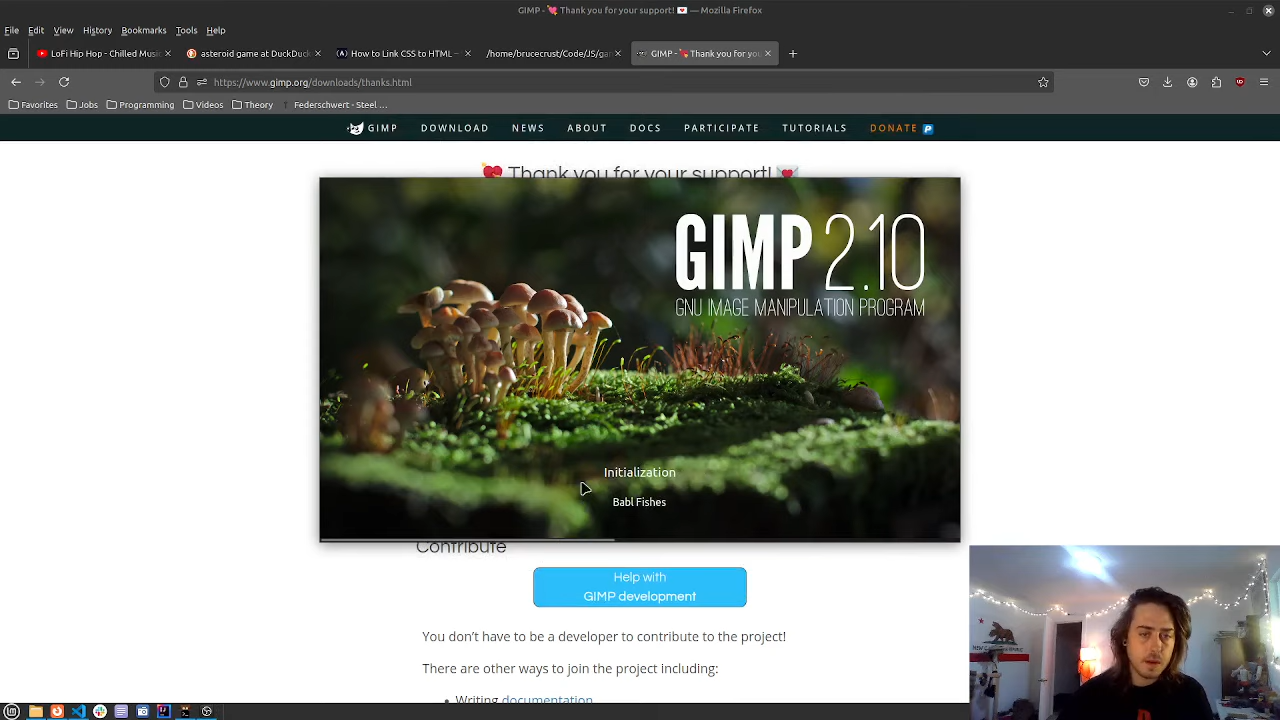 GIMP - 💘 Thank you for your support! 💌 — Mozilla Firefox
File Edit View History Bookmarks Tools Help
LoFi Hip Hop - Chilled Musi
asteroid game at DuckDuck
How to Link CSS to HTML –
/home/brucecrust/Code/JS/ga
GIMP - 💘 Thank you for you
https://www.gimp.org/downloads/thanks.html
Favorites Jobs Programming Videos Theory Federschwert - Steel ...
GIMP DOWNLOAD NEWS ABOUT DOCS PARTICIPATE TUTORIALS DONATE
💘 Thank you for your support! 💌
GIMP 2.10
GNU IMAGE MANIPULATION PROGRAM
Initialization
Babl Fishes
Contribute
Help with
GIMP development
You don’t have to be a developer to contribute to the project!
There are other ways to join the project including:
• Writing documentation